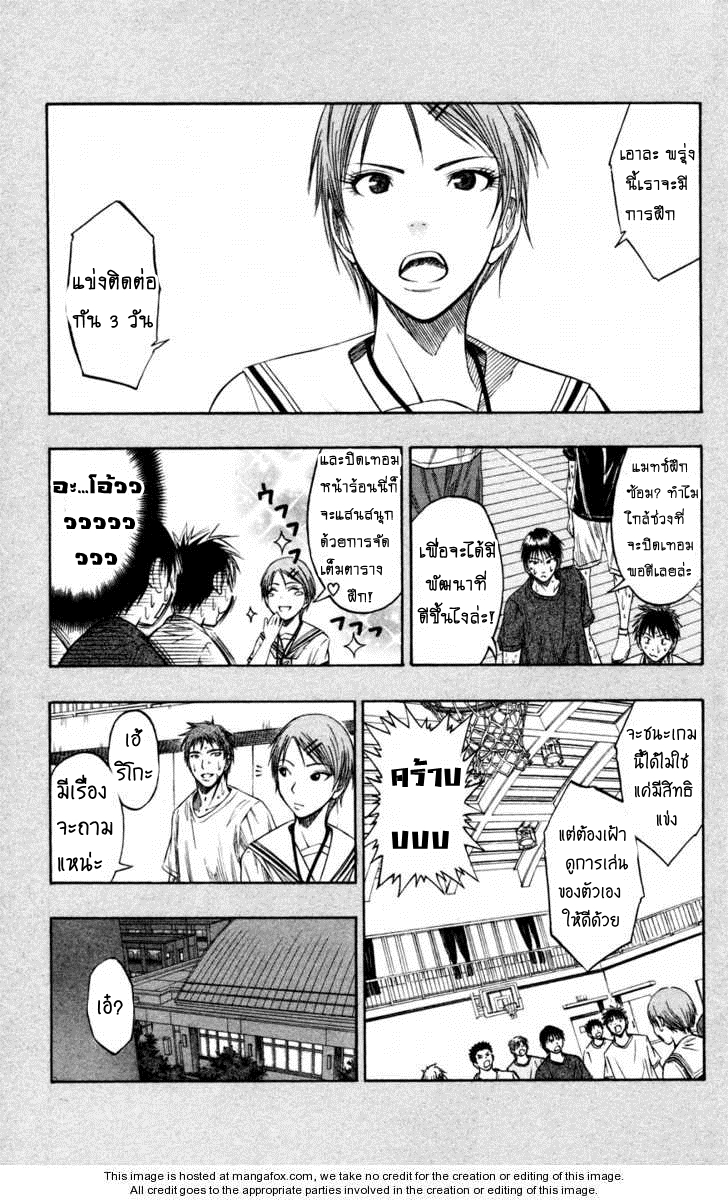 เอาละ พรุ่ง
นี้เราจะมี
การฝึก
แข่งติดต่อ
กัน 3 วัน
แมทช์ฝึก
ซ้อม? ทำไม
ใกล้ช่วงที่
จะปิดเทอม
พอดีเลยล่ะ
เพื่อจะได้มี
พัฒนาที่
ดีขึ้นไงล่ะ!
และปิดเทอม
หน้าร้อนนี่ก็
จะแสนสนุก
ด้วยการจัด
เต็มตาราง
ฝึก!
ウフフフ
อะ...โอ้วว
ววววว
ววว
จะชนะเกม
นี้ได้ไม่ใช่
แค่มีสิทธิ
แข่ง
แต่ต้องเฝ้า
ดูการเล่น
ของตัวเอง
ให้ดีด้วย
คร้าบ
บบบ
เฮ้
ริโกะ
มีเรื่อง
จะถาม
แหน่ะ
เอ๋?
This image is hosted at mangafox.com, we take no credit for the creation or editing of this image.
All credit goes to the appropriate parties involved in the creation or editing of this image.